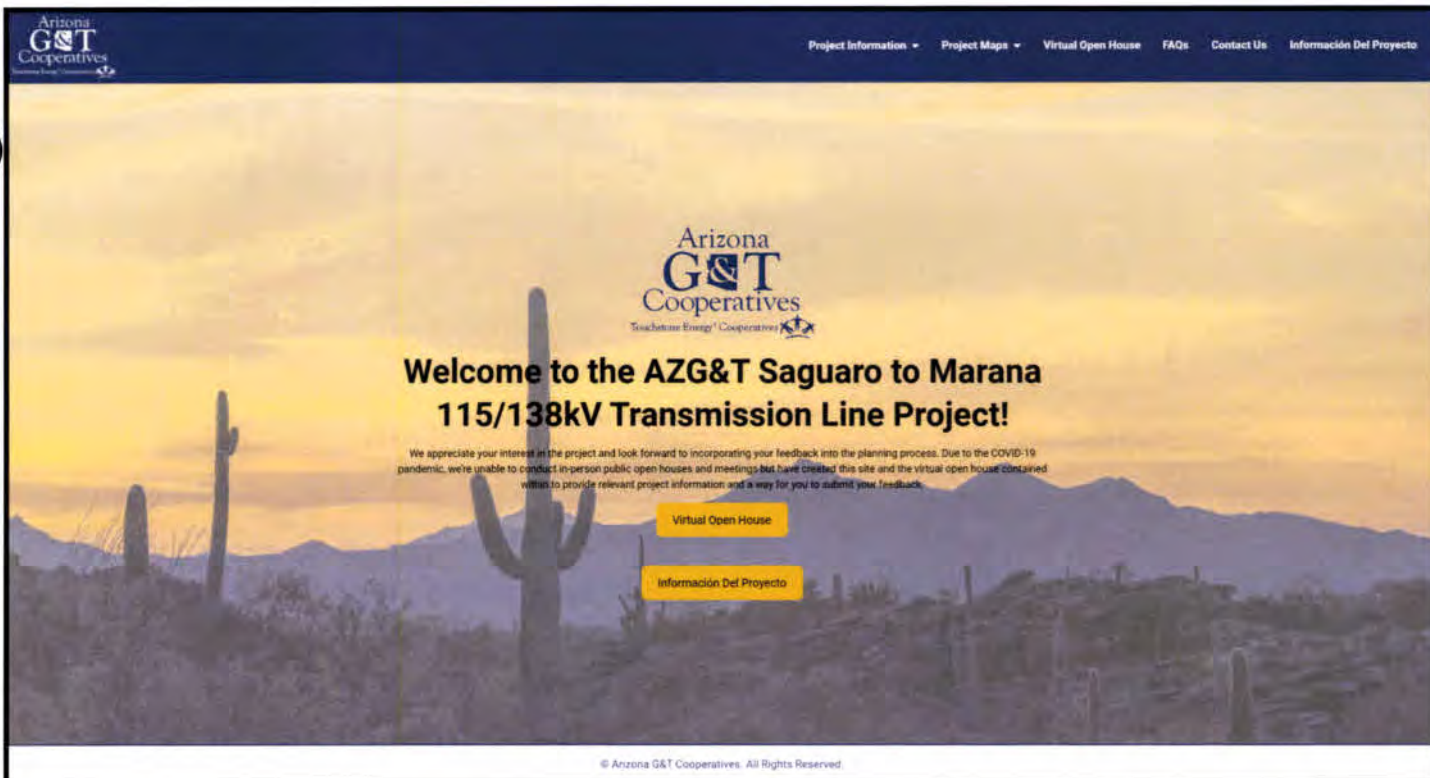 Arizona
G&T
Cooperatives
Project Information
Project Maps
Virtual Open House
FAQs
Contact Us
Información Del Proyecto
Arizona
G&T
Cooperatives
Touchstone Energy® Cooperatives
Welcome to the AZG&T Saguaro to Marana
115/138kV Transmission Line Project!
We appreciate your interest in the project and look forward to incorporating your feedback into the planning process. Due to the COVID-19
pandemic, we're unable to conduct in-person public open houses and meetings but have created this site and the virtual open house contained
within to provide relevant project information and a way for you to submit your feedback.
Virtual Open House
Información Del Proyecto
© Arizona G&T Cooperatives. All Rights Reserved.